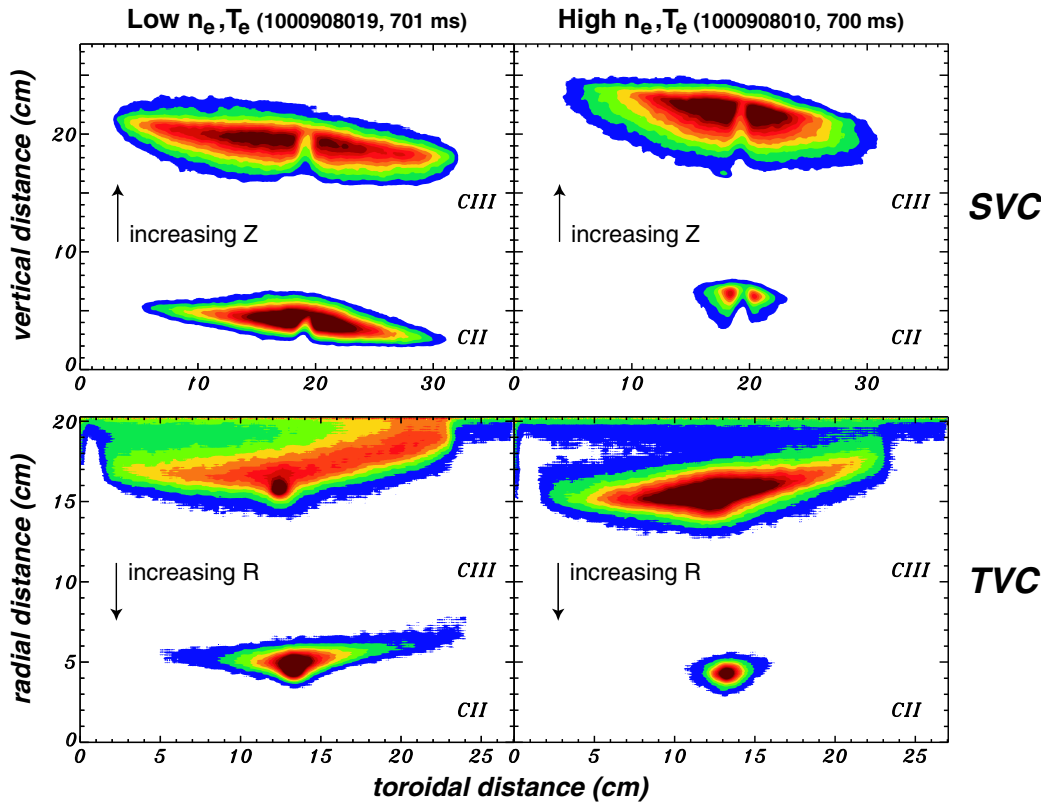 Low n_e,T_e (1000908019, 701 ms)
High n_e,T_e (1000908010, 700 ms)
vertical distance (cm)
20
10
0
CIII
increasing Z
CII
0 10 20 30
CIII
increasing Z
CII
0 10 20 30
SVC
radial distance (cm)
20
15
10
5
0
increasing R
CIII
CII
0 5 10 15 20 25
increasing R
CIII
CII
0 5 10 15 20 25
TVC
toroidal distance (cm)